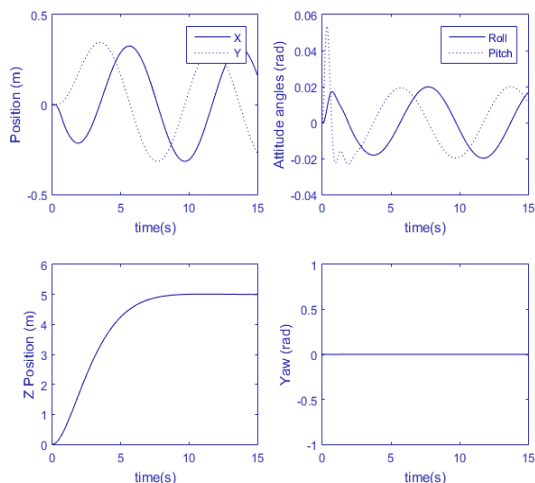 0.5
0
-0.5
Position (m)
0 5 10 15
time(s)
X
Y
0.06
0.04
0.02
0
-0.02
-0.04
Attitude angles (rad)
0 5 10 15
time(s)
Roll
Pitch
6
5
4
3
2
1
0
Z Position (m)
0 5 10 15
time(s)
1
0.5
0
-0.5
-1
Yaw (rad)
0 5 10 15
time(s)